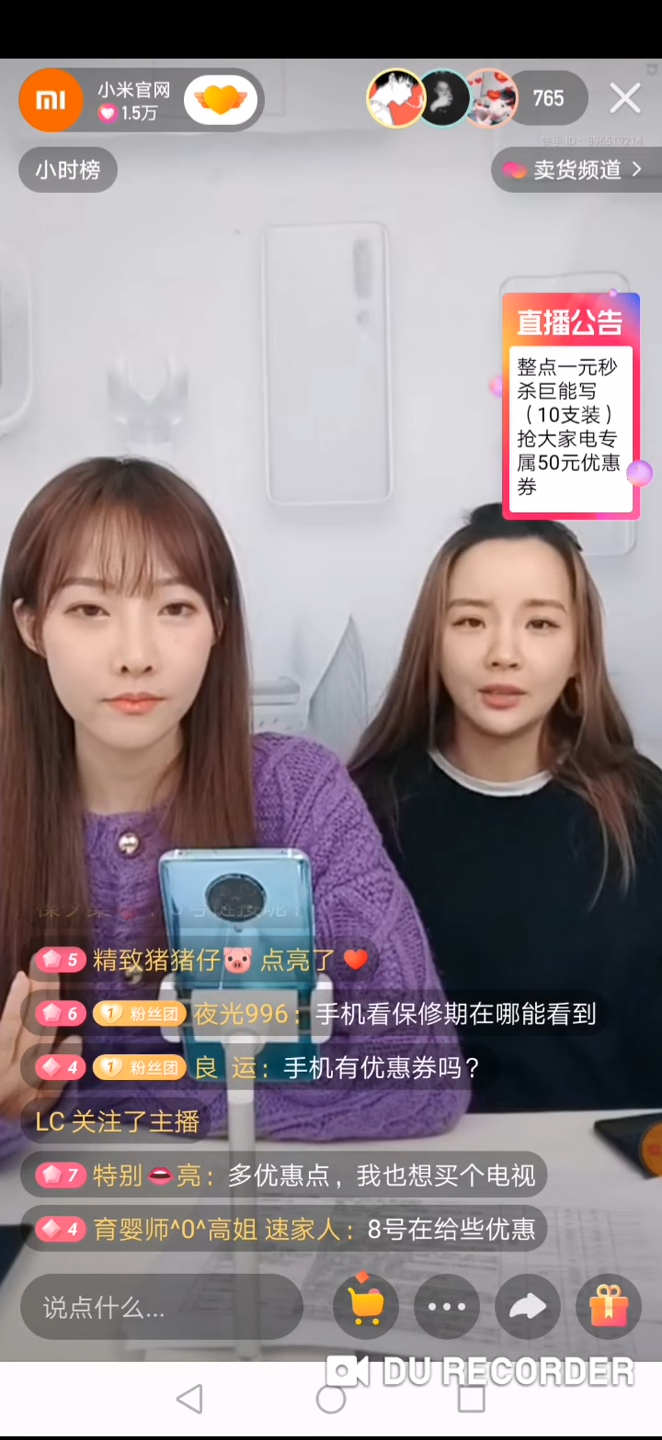 小米官网
1.5万
765
小时榜
卖货频道
直播公告
整点一元秒
杀巨能写
（10支装）
抢大家电专
属50元优惠
券
5 精致猪猪仔🐷 点亮了 ❤️
6 1 粉丝团 夜光996：手机看保修期在哪能看到
4 1 粉丝团 良 运：手机有优惠券吗？
LC 关注了主播
7 特别👄亮：多优惠点，我也想买个电视
4 育婴师^0^高姐 速家人：8号在给些优惠
说点什么...
DU RECORDER